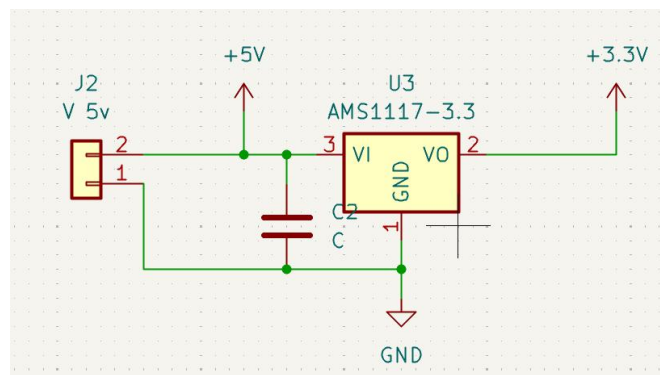 +5V
+3.3V
J2
V 5v
U3
AMS1117-3.3
2
1
3
VI
VO
2
GND
1
C2
C
GND